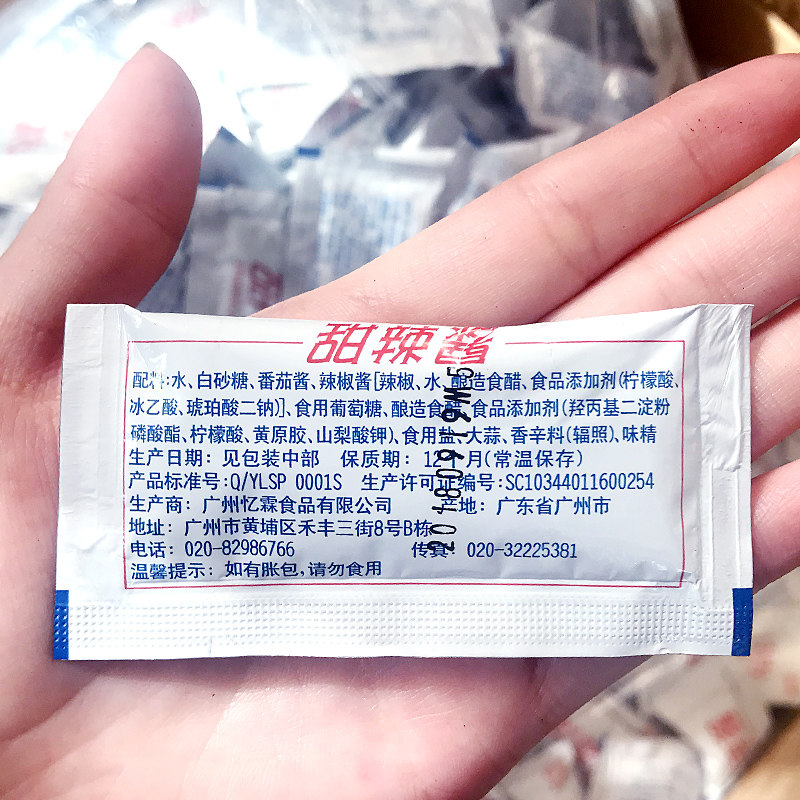 甜辣酱
配料:水、白砂糖、番茄酱、辣椒酱[辣椒、水、酿造食醋、食品添加剂(柠檬酸、
冰乙酸、琥珀酸二钠)]、食用葡萄糖、酿造食醋、食品添加剂(羟丙基二淀粉
磷酸酯、柠檬酸、黄原胶、山梨酸钾)、食用盐、大蒜、香辛料(辐照)、味精
生产日期: 见包装中部 保质期: 12个月(常温保存)
产品标准号:Q/YLSP 0001S 生产许可证编号:SC10344011600254
生产商: 广州忆霖食品有限公司 产地: 广东省广州市
地址: 广州市黄埔区禾丰三街8号B栋
电话: 020-82986766 传真: 020-32225381
温馨提示: 如有胀包,请勿食用
20180919M5